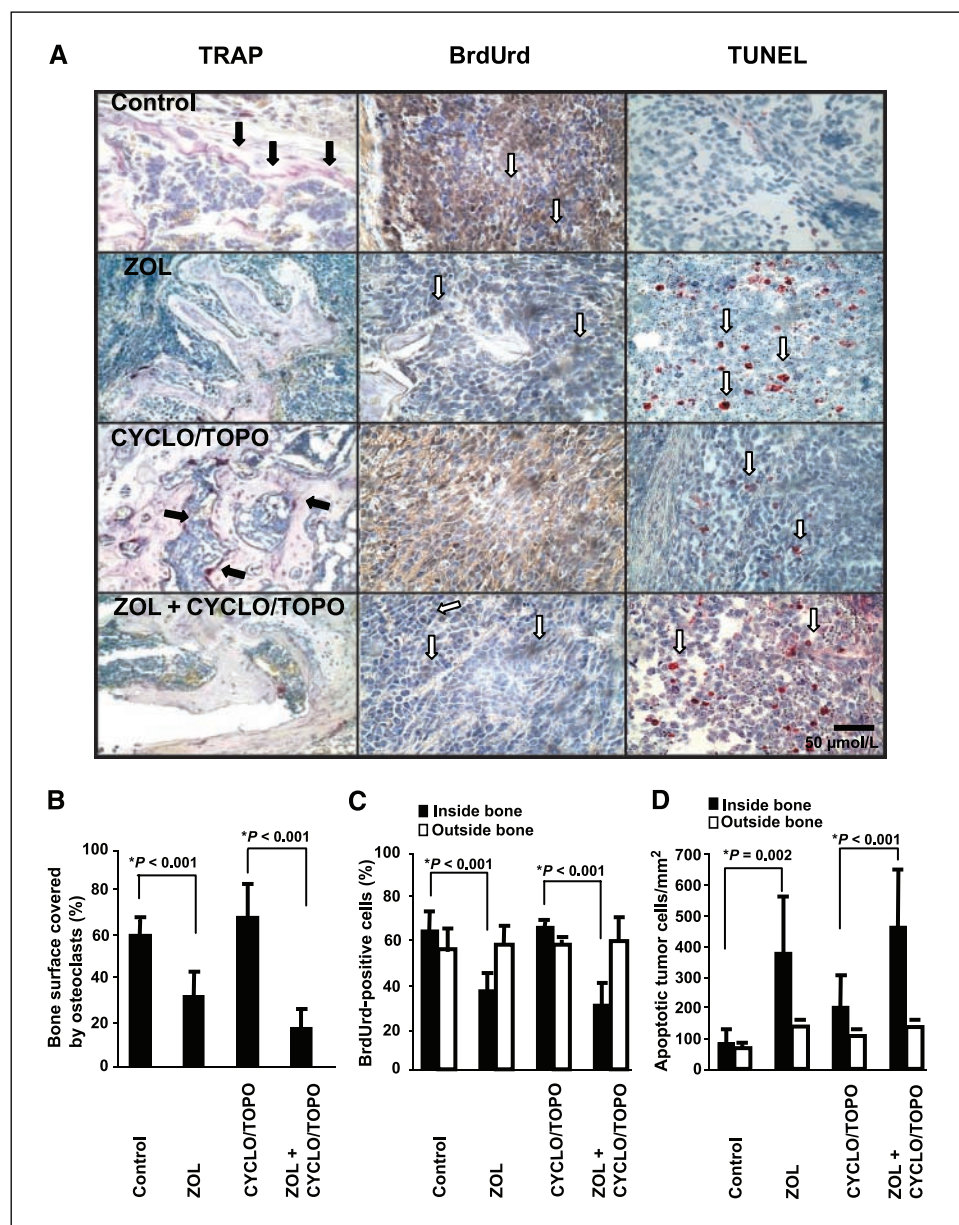 A
TRAP BrdUrd TUNEL
Control
ZOL
CYCLO/TOPO
ZOL + CYCLO/TOPO
50 µmol/L
B
*P < 0.001
*P < 0.001
Bone surface covered
by osteoclasts (%)
100
80
60
40
20
0
Control
ZOL
CYCLO/TOPO
ZOL +
CYCLO/TOPO
C
Inside bone
Outside bone
*P < 0.001
*P < 0.001
BrdUrd-positive cells (%)
100
80
60
40
20
0
Control
ZOL
CYCLO/TOPO
ZOL +
CYCLO/TOPO
D
Inside bone
Outside bone
*P = 0.002
*P < 0.001
Apoptotic tumor cells/mm²
700
600
500
400
300
200
100
0
Control
ZOL
CYCLO/TOPO
ZOL +
CYCLO/TOPO